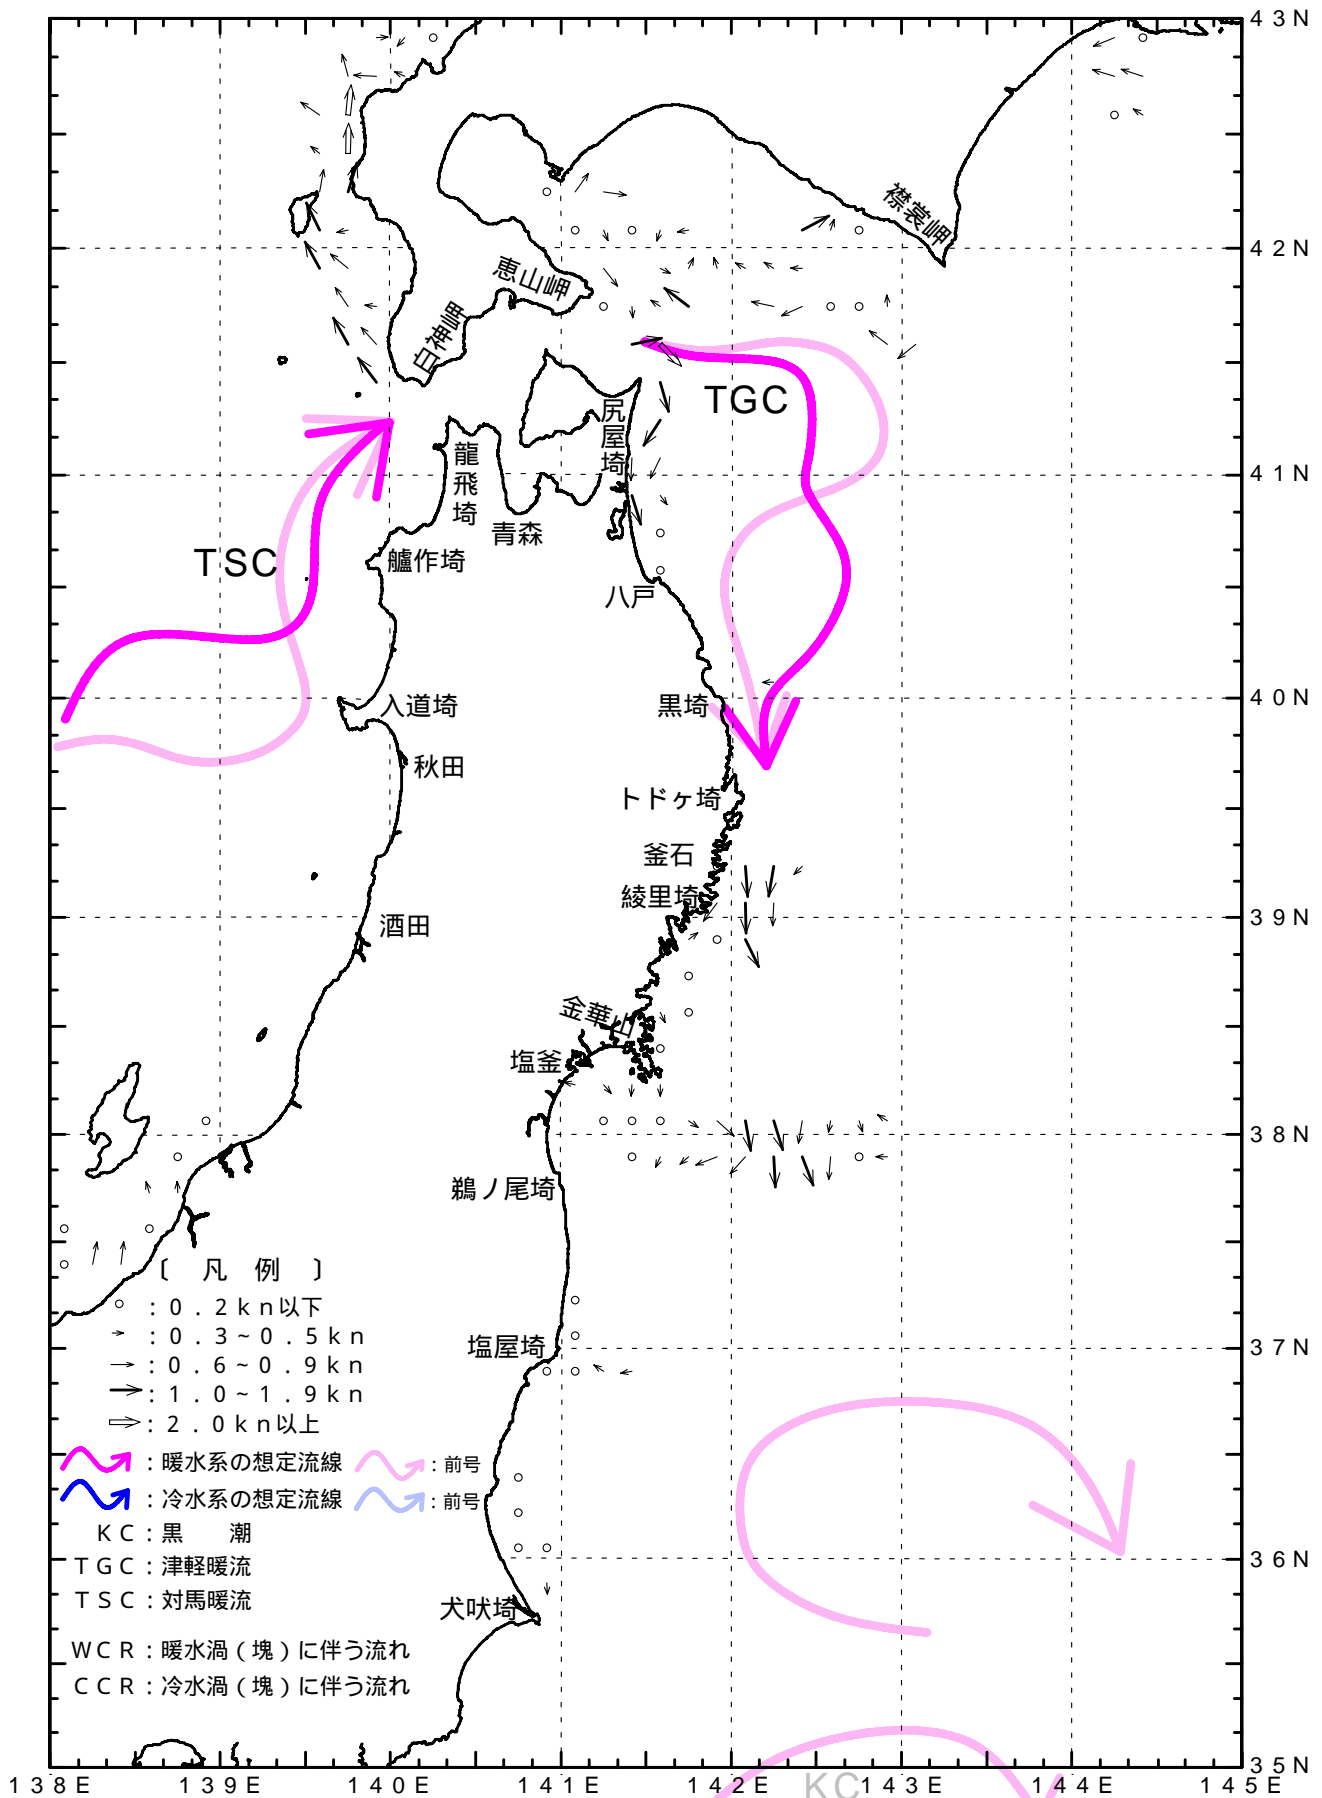 43N
襟裳岬
42N
恵山岬
白神岬
TGC
尻屋埼
龍飛埼
41N
青森
TSC
艫作埼
八戸
入道埼
黒埼
40N
秋田
トドヶ埼
釜石
綾里埼
39N
酒田
金華山
塩釜
38N
鵜ノ尾埼
〔 凡 例 〕
：0.2kn以下
：0.3~0.5kn
塩屋埼
37N
：0.6~0.9kn
：1.0~1.9kn
：2.0kn以上
：暖水系の想定流線 ：前号
：冷水系の想定流線 ：前号
KC：黒 潮
TGC：津軽暖流
36N
TSC：対馬暖流
犬吠埼
WCR：暖水渦（塊）に伴う流れ
CCR：冷水渦（塊）に伴う流れ
35N
KC
138E 139E 140E 141E 142E 143E 144E 145E